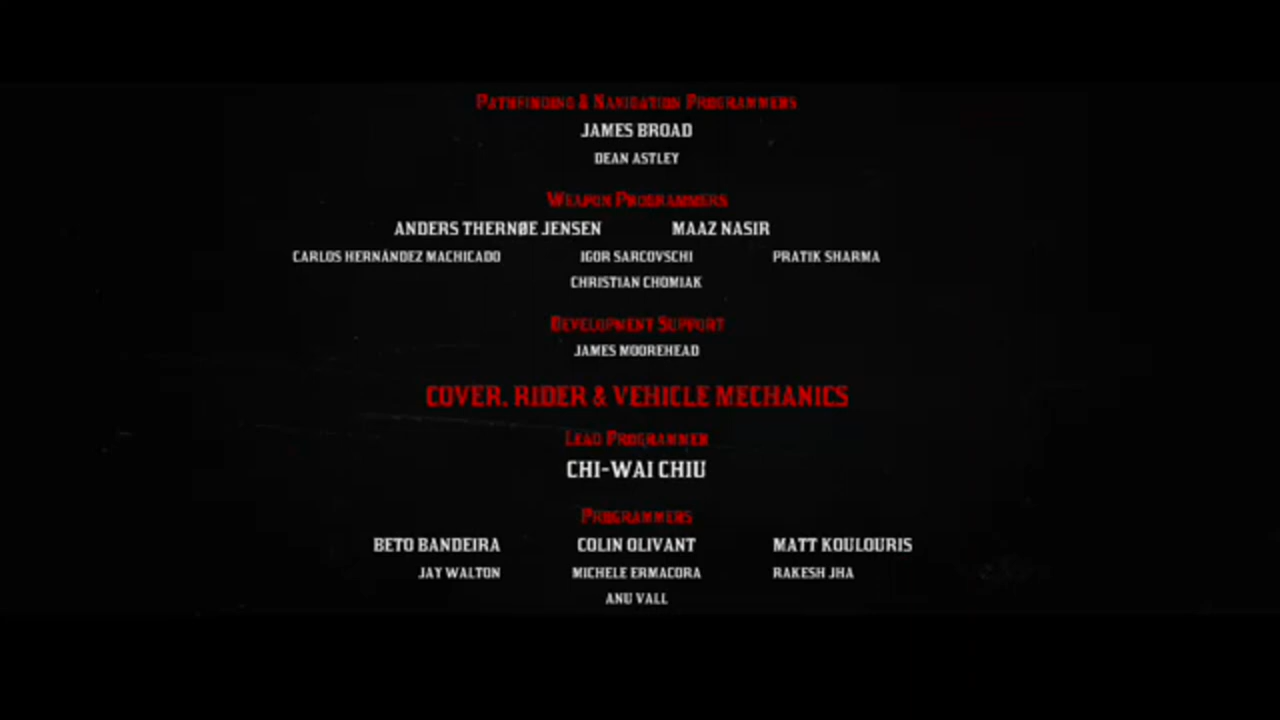 PATHFINDING & NAVIGATION PROGRAMMERS
JAMES BROAD
DEAN ASTLEY
WEAPON PROGRAMMERS
ANDERS THERNØE JENSEN MAAZ NASIR
CARLOS HERNÁNDEZ MACHICADO IGOR SARCOVSCHI PRATIK SHARMA
CHRISTIAN CHOMIAK
DEVELOPMENT SUPPORT
JAMES MOOREHEAD
COVER, RIDER & VEHICLE MECHANICS
LEAD PROGRAMMER
CHI-WAI CHIU
PROGRAMMERS
BETO BANDEIRA COLIN OLIVANT MATT KOULOURIS
JAY WALTON MICHELE ERMACORA RAKESH JHA
ANU VALL